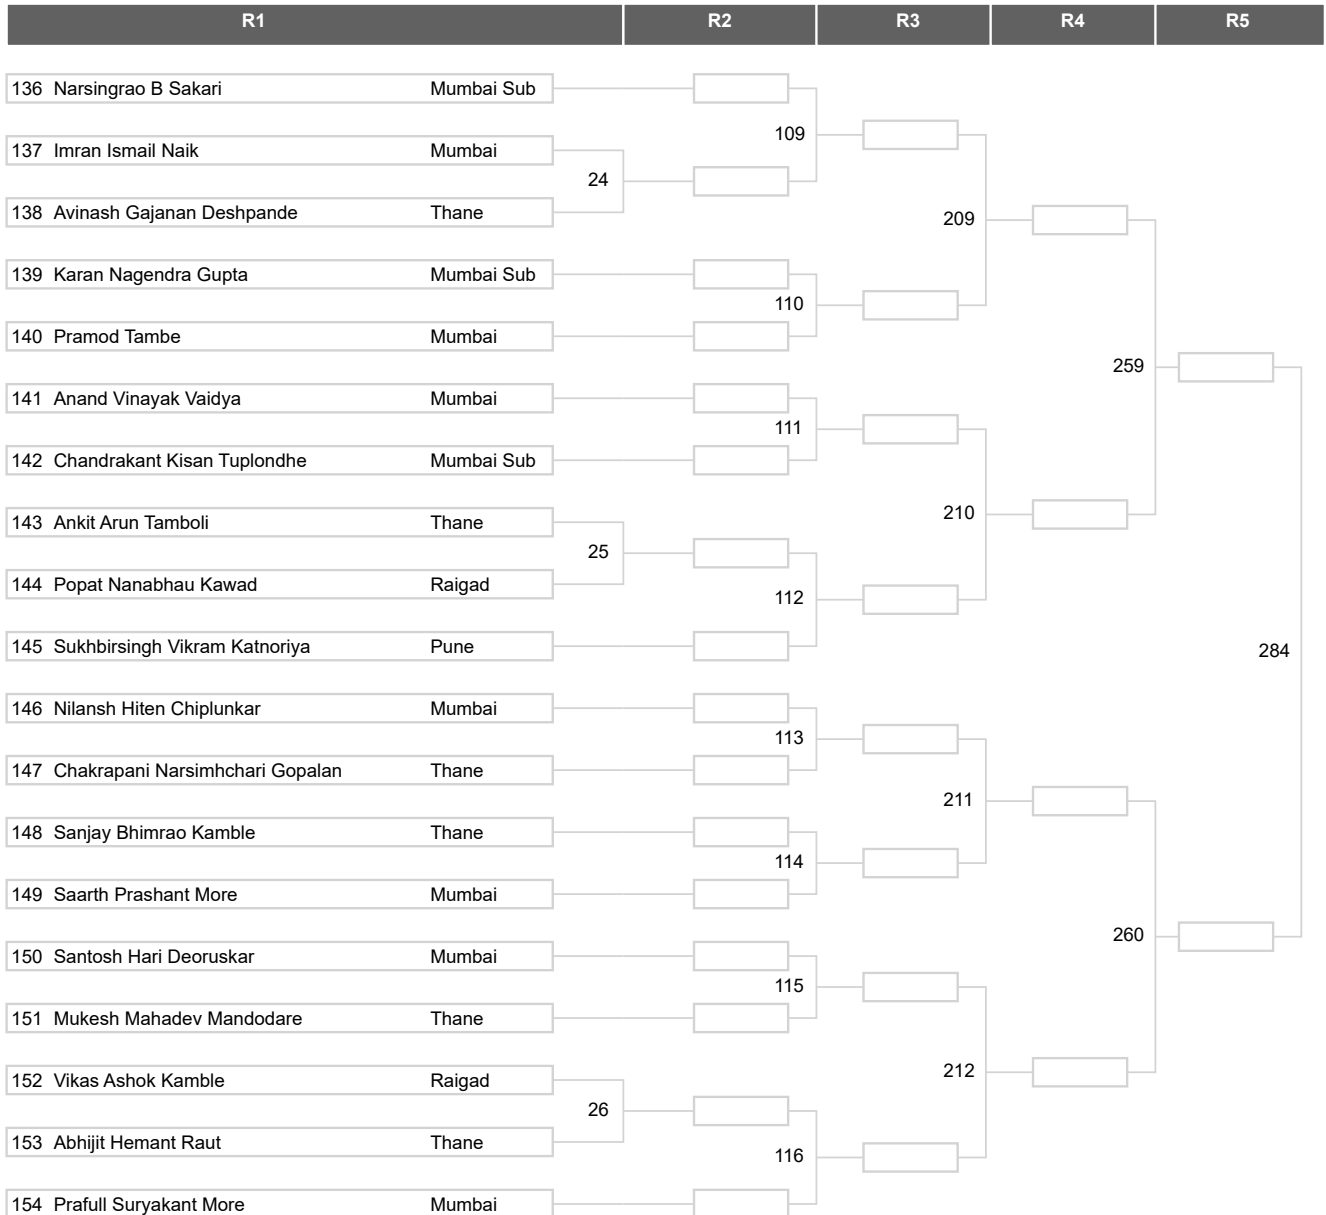 R1 R2 R3 R4 R5
136 Narsingrao B Sakari Mumbai Sub
109
137 Imran Ismail Naik Mumbai
24
138 Avinash Gajanan Deshpande Thane
209
139 Karan Nagendra Gupta Mumbai Sub
110
140 Pramod Tambe Mumbai
259
141 Anand Vinayak Vaidya Mumbai
111
142 Chandrakant Kisan Tuplondhe Mumbai Sub
210
143 Ankit Arun Tamboli Thane
25
144 Popat Nanabhau Kawad Raigad
112
145 Sukhbirsingh Vikram Katnoriya Pune
284
146 Nilansh Hiten Chiplunkar Mumbai
113
147 Chakrapani Narsimhchari Gopalan Thane
211
148 Sanjay Bhimrao Kamble Thane
114
149 Saarth Prashant More Mumbai
260
150 Santosh Hari Deoruskar Mumbai
115
151 Mukesh Mahadev Mandodare Thane
212
152 Vikas Ashok Kamble Raigad
26
153 Abhijit Hemant Raut Thane
116
154 Prafull Suryakant More Mumbai